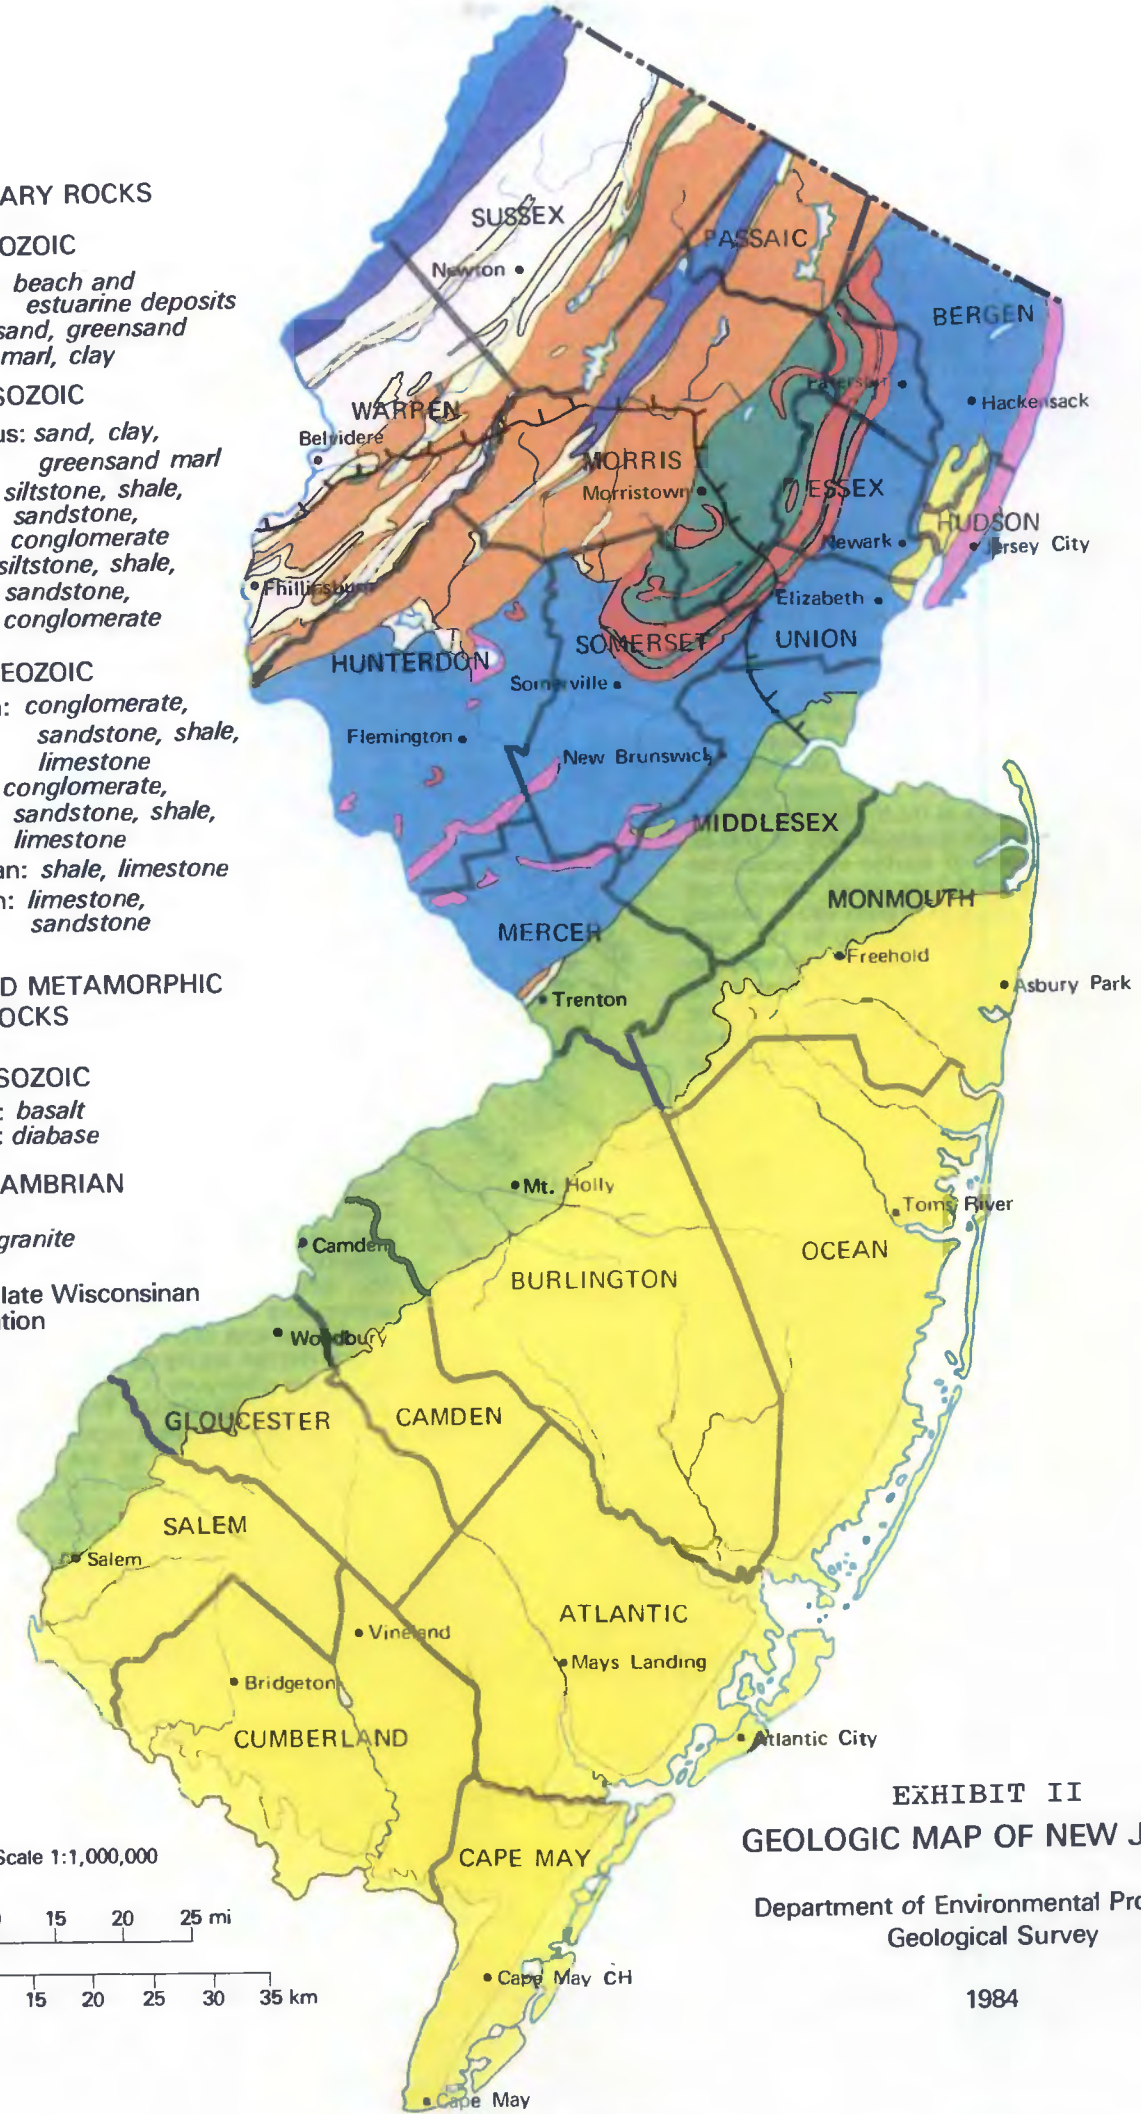 ARY ROCKS
OZOIC
beach and
estuarine deposits
sand, greensand
marl, clay
SOZOIC
us: sand, clay,
greensand marl
siltstone, shale,
sandstone,
conglomerate
siltstone, shale,
sandstone,
conglomerate
EOZOIC
: conglomerate,
sandstone, shale,
limestone
conglomerate,
sandstone, shale,
limestone
an: shale, limestone
n: limestone,
sandstone
D METAMORPHIC
OCKS
SOZOIC
: basalt
: diabase
AMBRIAN
granite
late Wisconsinan
tion
SUSSEX
Newton
PASSAIC
BERGEN
Paterson
Hackensack
WARREN
Belvidere
MORRIS
Morristown
ESSEX
HUDSON
Newark
Jersey City
Phillipsburg
Elizabeth
UNION
SOMERSET
HUNTERDON
Somerville
Flemington
New Brunswick
MIDDLESEX
MONMOUTH
MERCER
Freehold
Asbury Park
Trenton
Mt. Holly
Toms River
Camden
OCEAN
BURLINGTON
Woodbury
GLOUCESTER
CAMDEN
SALEM
Salem
ATLANTIC
Vineland
Mays Landing
Bridgeton
CUMBERLAND
Atlantic City
EXHIBIT II
GEOLOGIC MAP OF NEW J
CAPE MAY
Scale 1:1,000,000
Department of Environmental Pro
Geological Survey
15 20 25 mi
Cape May CH
15 20 25 30 35 km
1984
Cape May